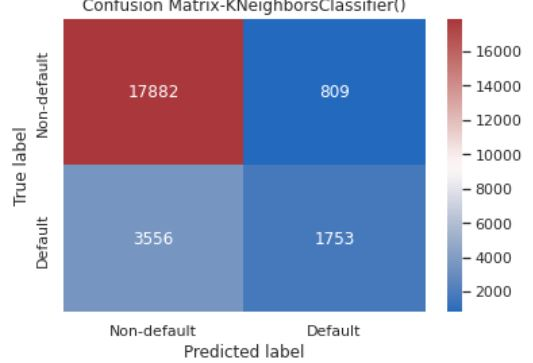 Confusion Matrix-KNeighborsClassifier()
True label
Non-default
Default
17882
809
3556
1753
Non-default
Default
Predicted label
16000
14000
12000
10000
8000
6000
4000
2000